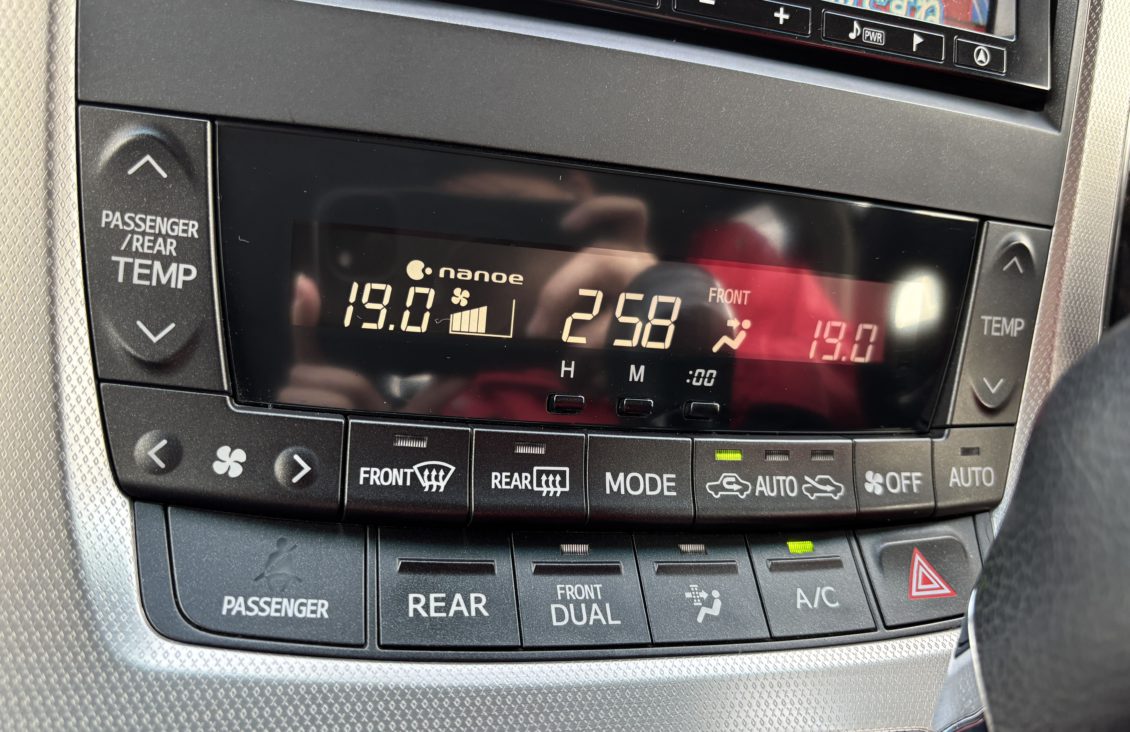 PWR
PASSENGER
/REAR
TEMP
nanoe
19.0
2 58
FRONT
19.0
TEMP
H
M
:00
FRONT
REAR
MODE
AUTO
OFF
AUTO
PASSENGER
REAR
FRONT
DUAL
A/C